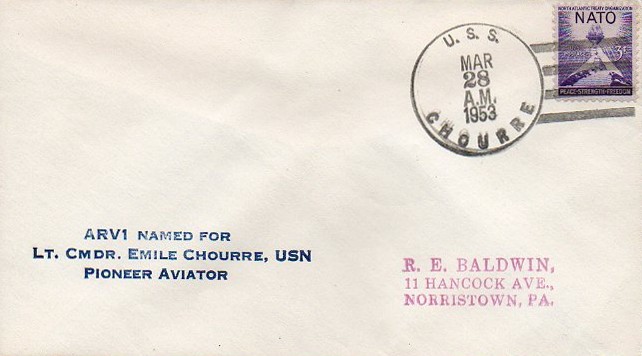 NORTH ATLANTIC TREATY ORGANIZATION
NATO
3¢
PEACE-STRENGTH-FREEDOM
U. S. S.
MAR
28
A.M.
1953
CHOURRE
ARV1 NAMED FOR
LT. CMDR. EMILE CHOURRE, USN
PIONEER AVIATOR
R. E. BALDWIN,
11 HANCOCK AVE.,
NORRISTOWN, PA.